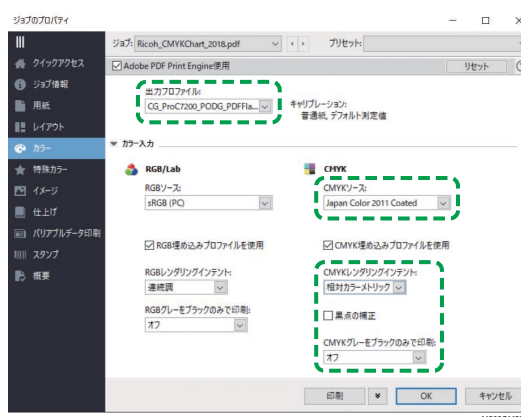 ジョブのプロパティ
ジョブ: Ricoh_CMYKChart_2018.pdf
プリセット:
クイックアクセス
ジョブ情報
用紙
レイアウト
カラー
特殊カラー
イメージ
仕上げ
バリアブルデータ印刷
スタンプ
概要
Adobe PDF Print Engine使用
リセット
出力プロファイル:
CG_ProC7200_PODG_PDFFla...
キャリブレーション:
普通紙, デフォルト測定値
カラー入力
RGB/Lab
RGBソース:
sRGB (PC)
RGB埋め込みプロファイルを使用
RGBレンダリングインテント:
連続調
RGBグレーをブラックのみで印刷:
オフ
CMYK
CMYKソース:
Japan Color 2011 Coated
CMYK埋め込みプロファイルを使用
CMYKレンダリングインテント:
相対カラーメトリック
黒点の補正
CMYKグレーをブラックのみで印刷:
オフ
印刷
OK
キャンセル